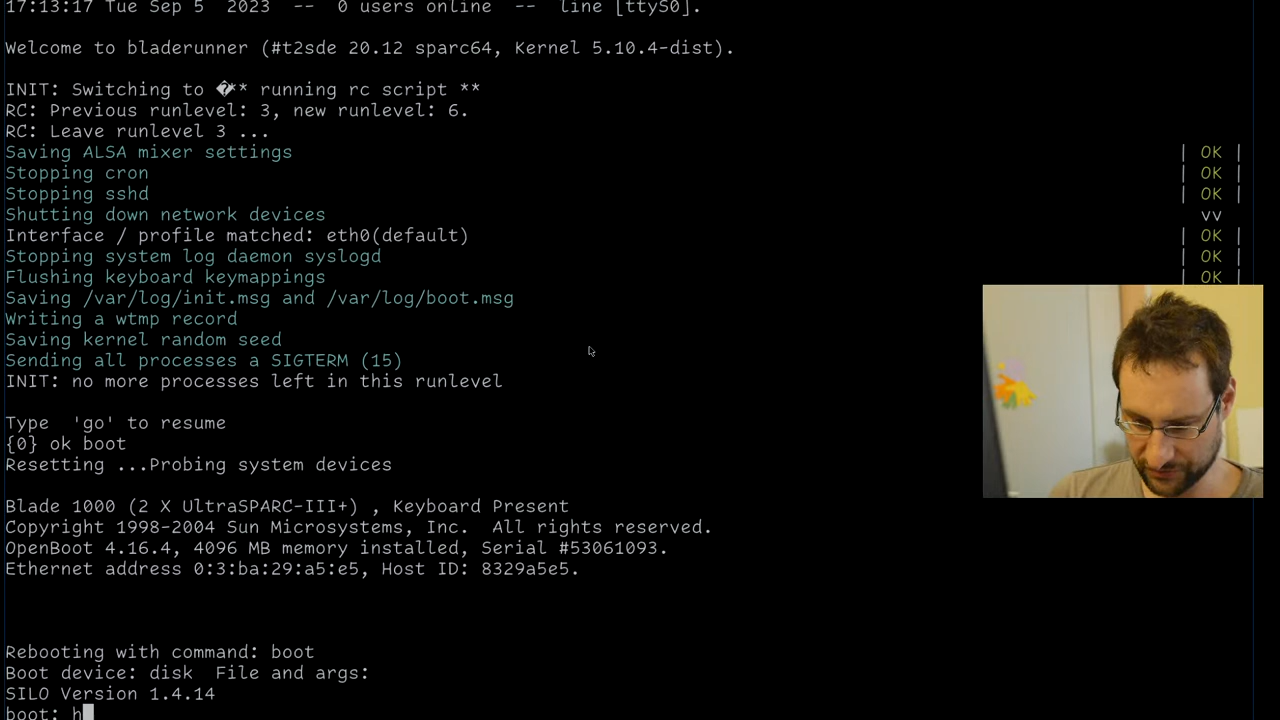 17:13:17 Tue Sep 5  2023  --  0 users online  --  line [ttyS0].
Welcome to bladerunner (#t2sde 20.12 sparc64, Kernel 5.10.4-dist).
INIT: Switching to �** running rc script **
RC: Previous runlevel: 3, new runlevel: 6.
RC: Leave runlevel 3 ...
Saving ALSA mixer settings | OK |
Stopping cron | OK |
Stopping sshd | OK |
Shutting down network devices vv
Interface / profile matched: eth0(default) | OK |
Stopping system log daemon syslogd | OK |
Flushing keyboard keymappings | OK |
Saving /var/log/init.msg and /var/log/boot.msg
Writing a wtmp record
Saving kernel random seed
Sending all processes a SIGTERM (15)
INIT: no more processes left in this runlevel
Type  'go' to resume
{0} ok boot
Resetting ...Probing system devices
Blade 1000 (2 X UltraSPARC-III+) , Keyboard Present
Copyright 1998-2004 Sun Microsystems, Inc.  All rights reserved.
OpenBoot 4.16.4, 4096 MB memory installed, Serial #53061093.
Ethernet address 0:3:ba:29:a5:e5, Host ID: 8329a5e5.
Rebooting with command: boot
Boot device: disk  File and args:
SILO Version 1.4.14
boot: h